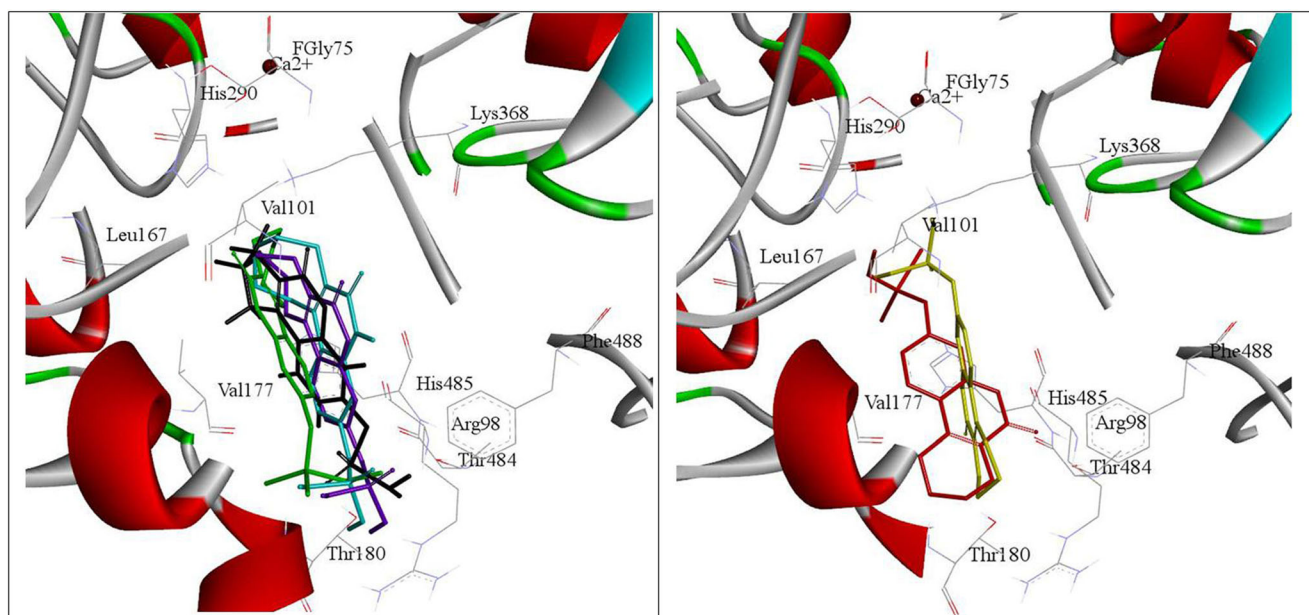 FGly75
Ca2+
His290
Lys368
Val101
Leu167
Phe488
His485
Val177
Arg98
Thr484
Thr180
FGly75
Ca2+
His290
Lys368
Val101
Leu167
Phe488
His485
Val177
Arg98
Thr484
Thr180